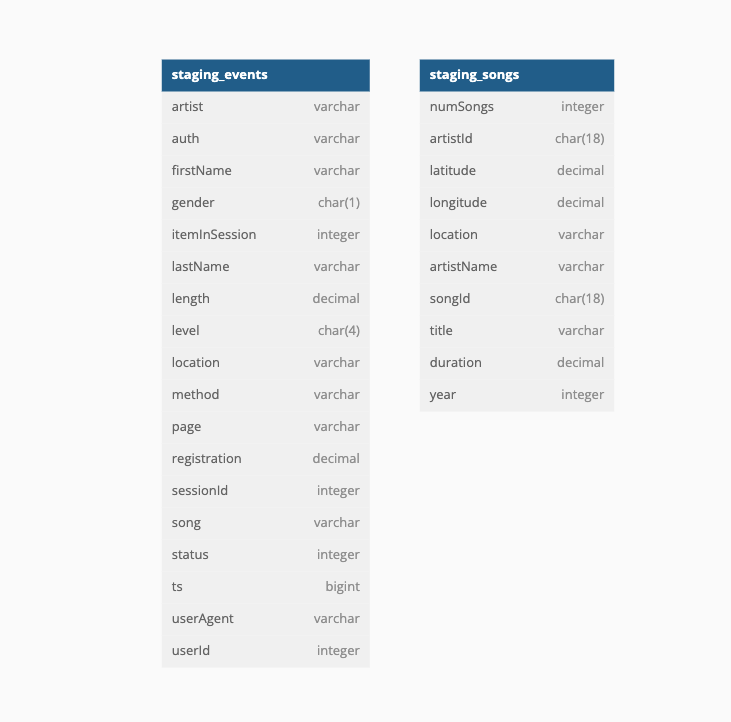 staging_events
artist varchar
auth varchar
firstName varchar
gender char(1)
itemInSession integer
lastName varchar
length decimal
level char(4)
location varchar
method varchar
page varchar
registration decimal
sessionId integer
song varchar
status integer
ts bigint
userAgent varchar
userId integer
staging_songs
numSongs integer
artistId char(18)
latitude decimal
longitude decimal
location varchar
artistName varchar
songId char(18)
title varchar
duration decimal
year integer